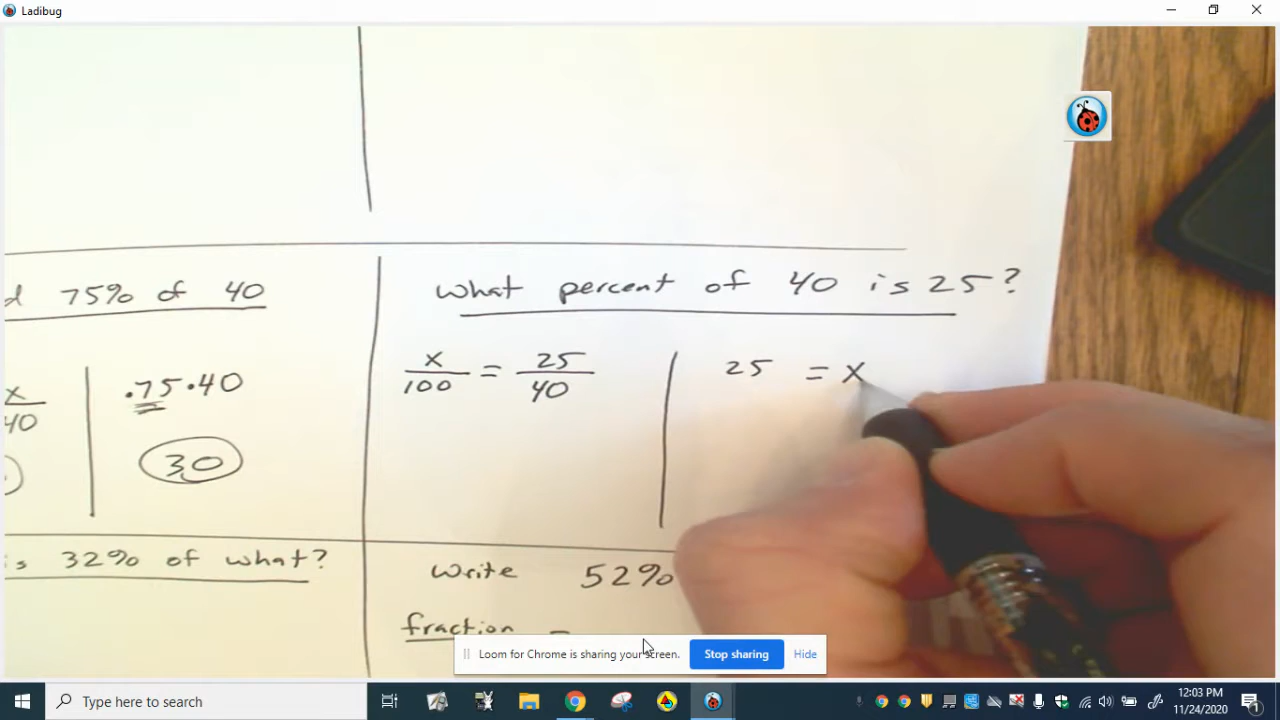 Ladibug
d 75% of 40
x
40
.75·40
30
What percent of 40 is 25?
x/100 = 25/40
25 = x
s 32% of what?
Write 52%
fraction =
Loom for Chrome is sharing your screen.
Stop sharing
Hide
Type here to search
12:03 PM
11/24/2020
1